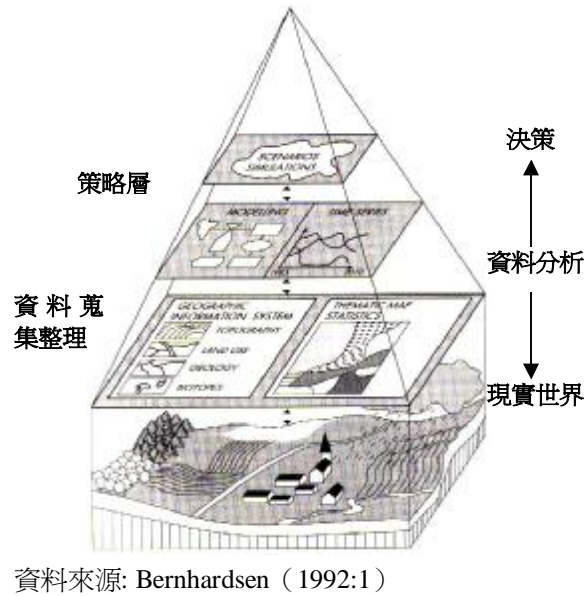 SCENARIOS
SIMULATIONS
決策
策略層
MODELLING
TIME SERIES
資料分析
資 料 蒐
集整理
GEOGRAPHIC
INFORMATION SYSTEM
TOPOGRAPHY
LAND USE
GEOLOGY
BIOTOPES
THEMATIC MAP
STATISTICS
現實世界
資料來源: Bernhardsen（1992:1）